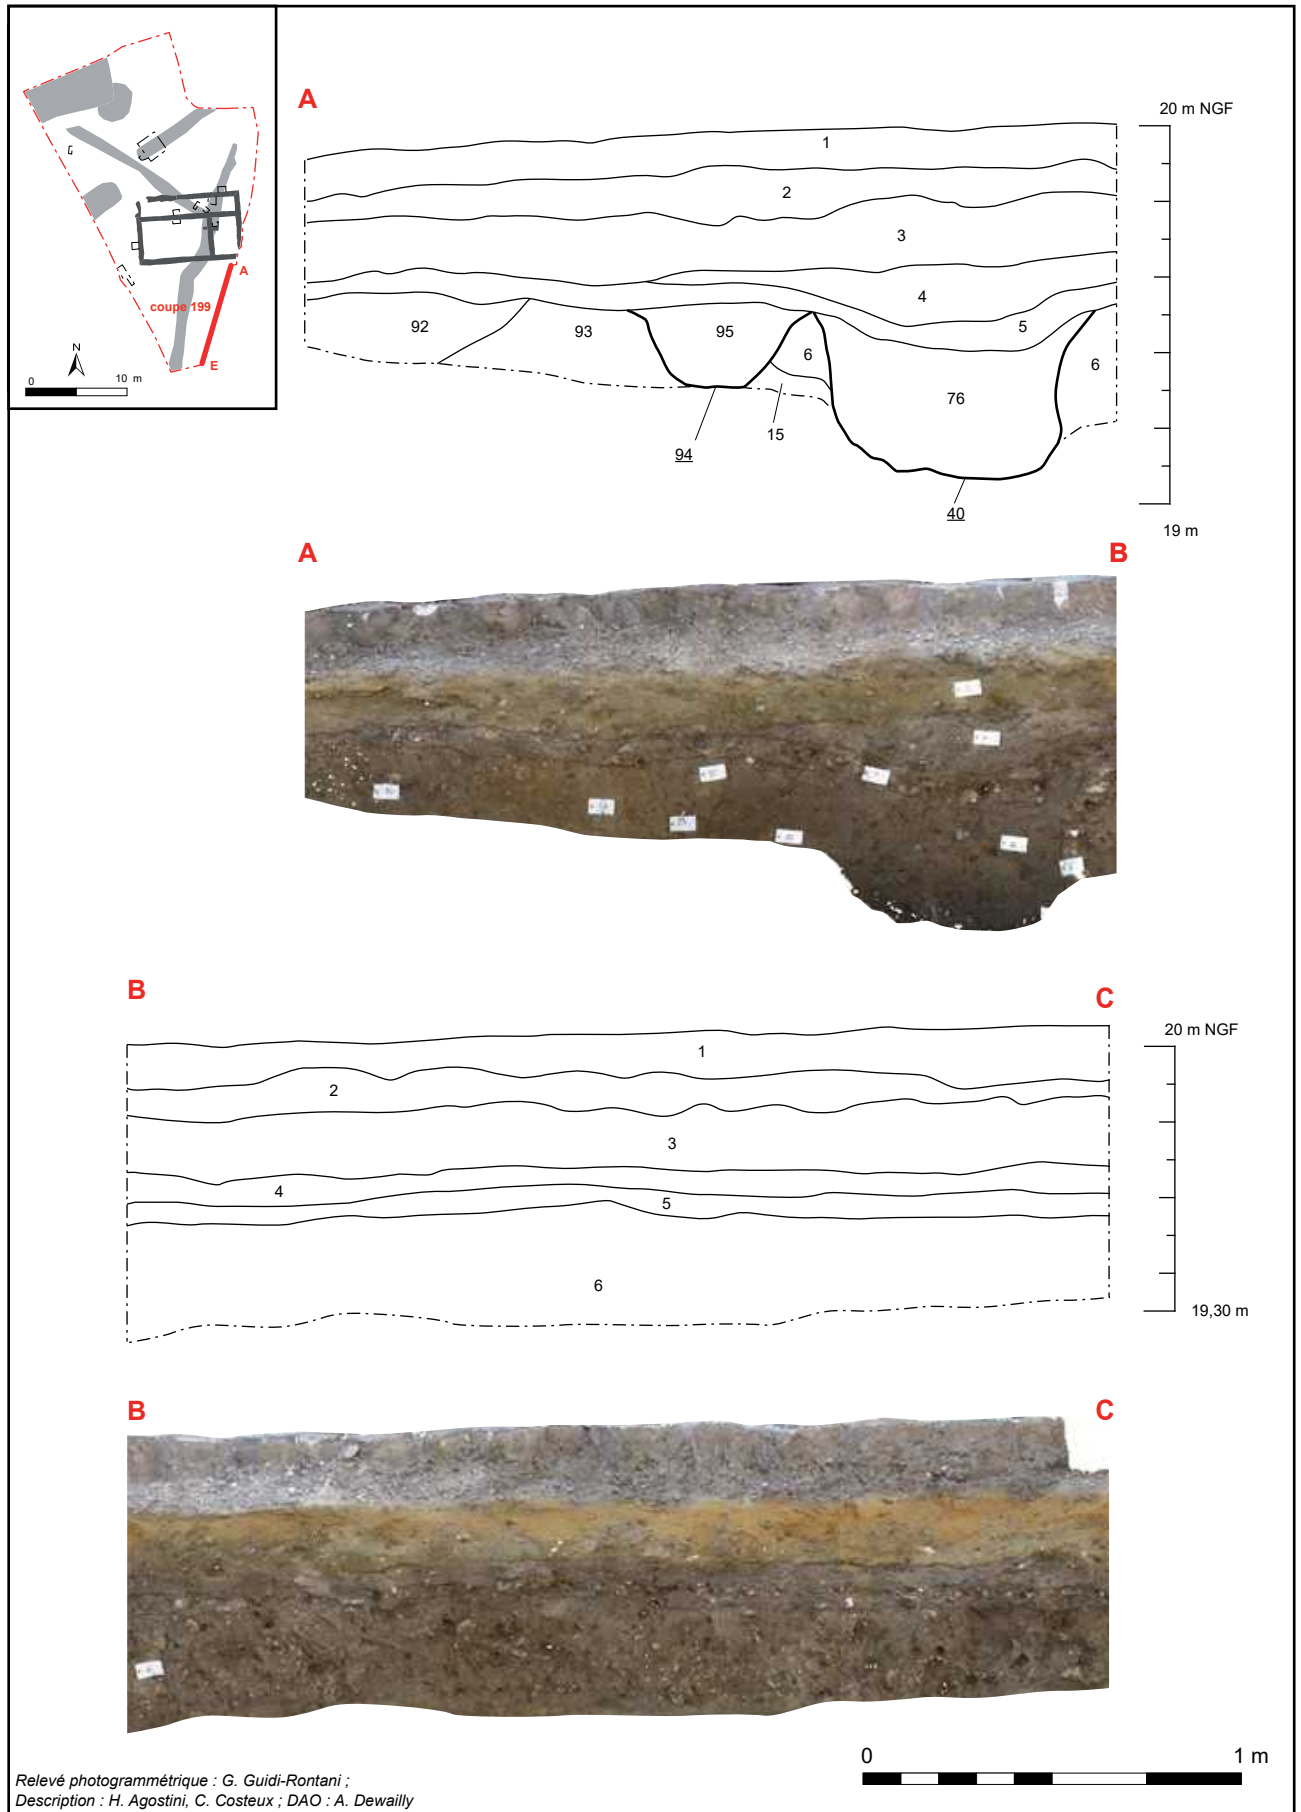 N
0
10 m
coupe 199
A
E
A
20 m NGF
1
2
3
4
5
92
93
95
6
6
76
15
94
40
19 m
A
B
B
C
20 m NGF
1
2
3
4
5
6
19,30 m
B
C
0
1 m
Relevé photogrammétrique : G. Guidi-Rontani ;
Description : H. Agostini, C. Costeux ; DAO : A. Dewailly